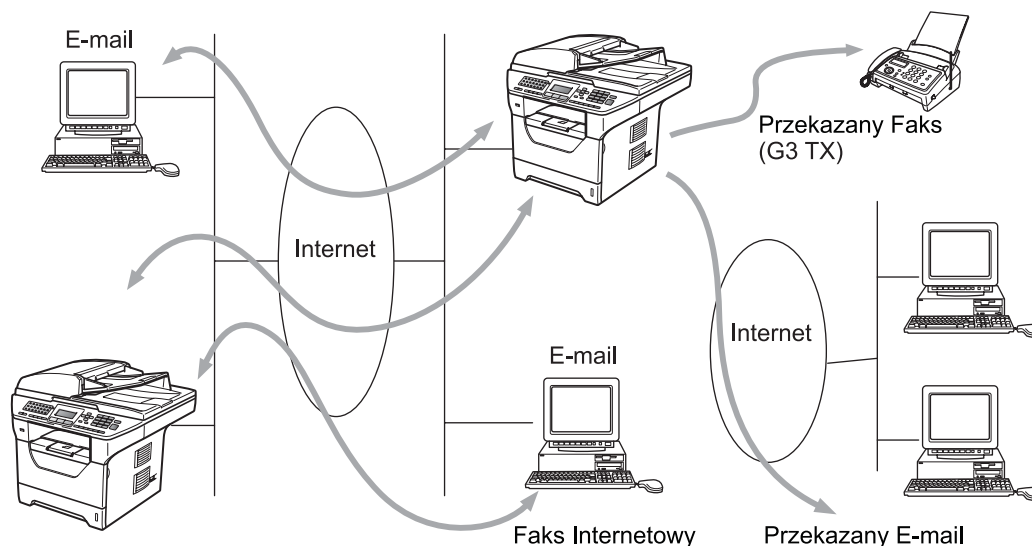 E-mail
Przekazany Faks
(G3 TX)
Internet
Internet
E-mail
Faks Internetowy
Przekazany E-mail